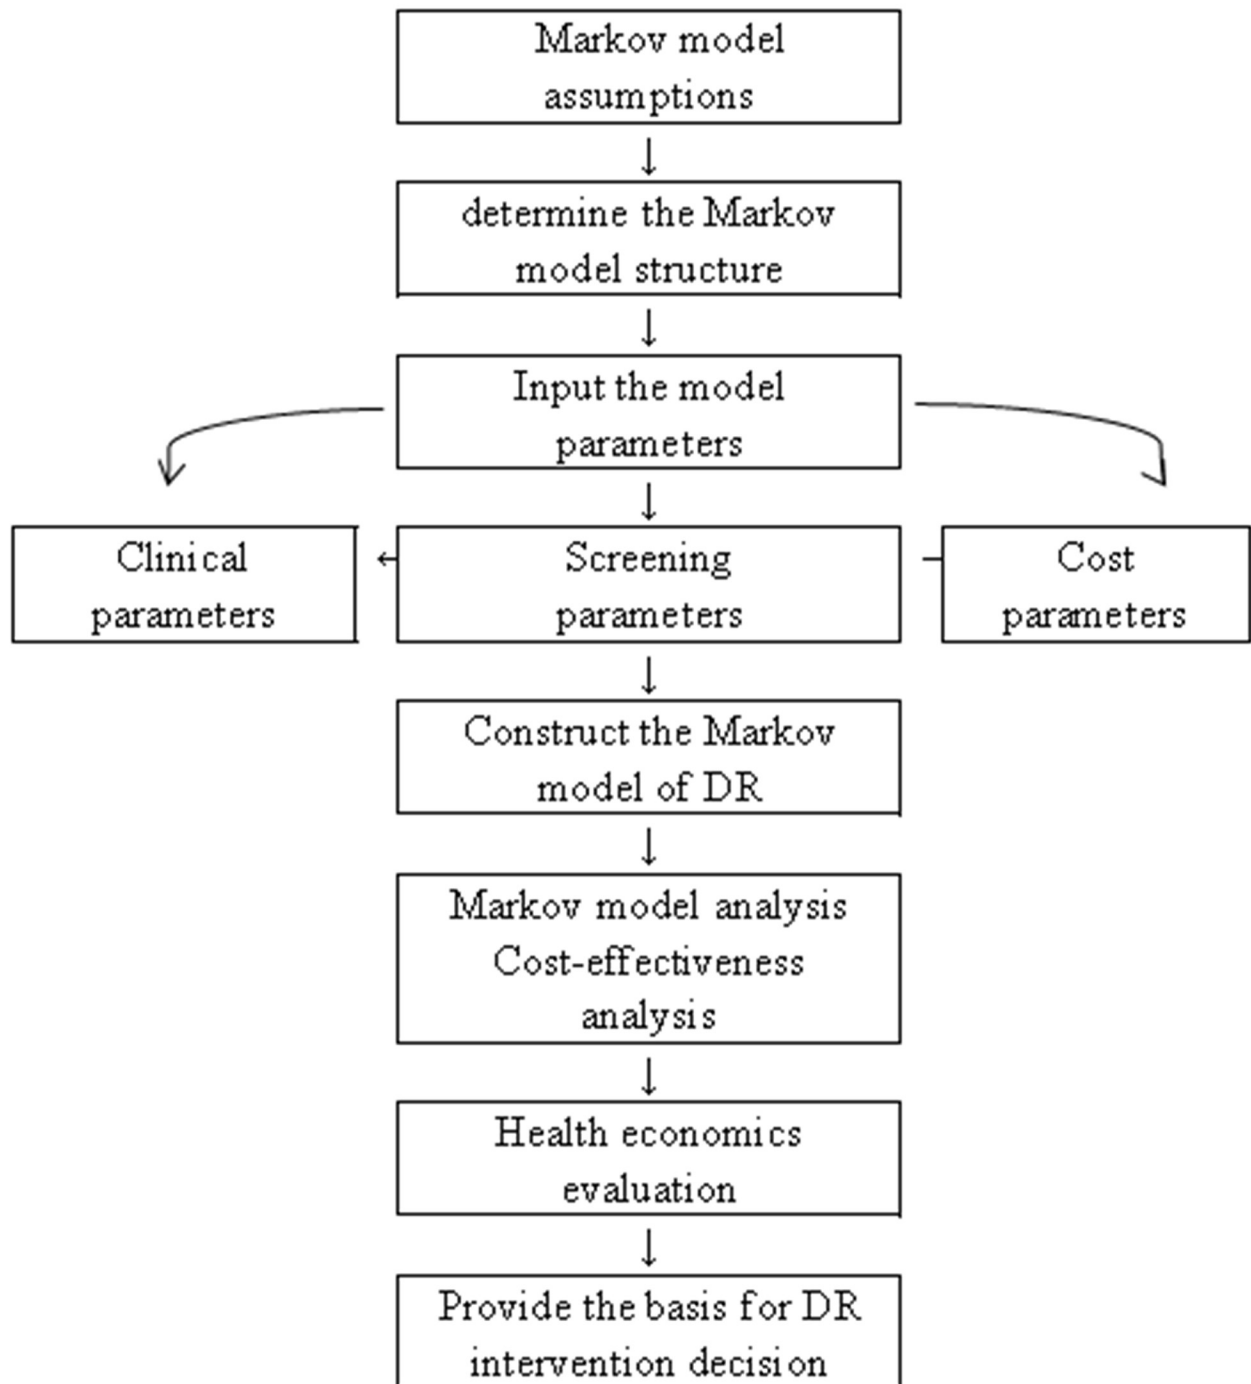 Markov model
assumptions
determine the Markov
model structure
Input the model
parameters
Clinical
parameters
Screening
parameters
Cost
parameters
Construct the Markov
model of DR
Markov model analysis
Cost-effectiveness
analysis
Health economics
evaluation
Provide the basis for DR
intervention decision